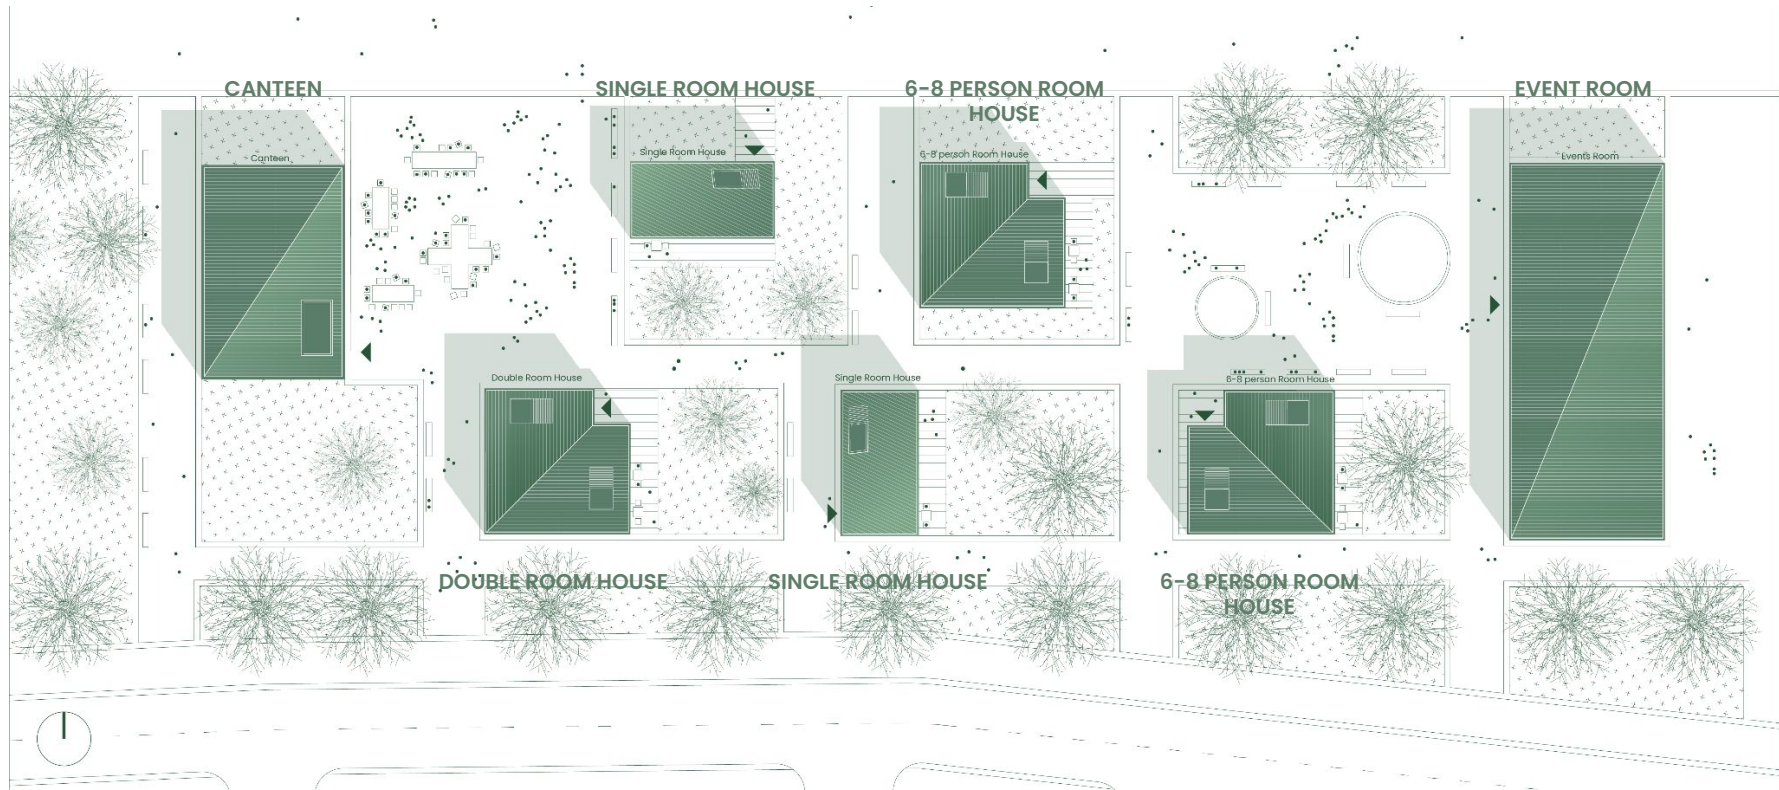 CANTEEN
SINGLE ROOM HOUSE
6-8 PERSON ROOM
HOUSE
EVENT ROOM
Canteen
Single Room House
6-8 person Room House
Events Room
Double Room House
Single Room House
6-8 person Room House
DOUBLE ROOM HOUSE
SINGLE ROOM HOUSE
6-8 PERSON ROOM
HOUSE